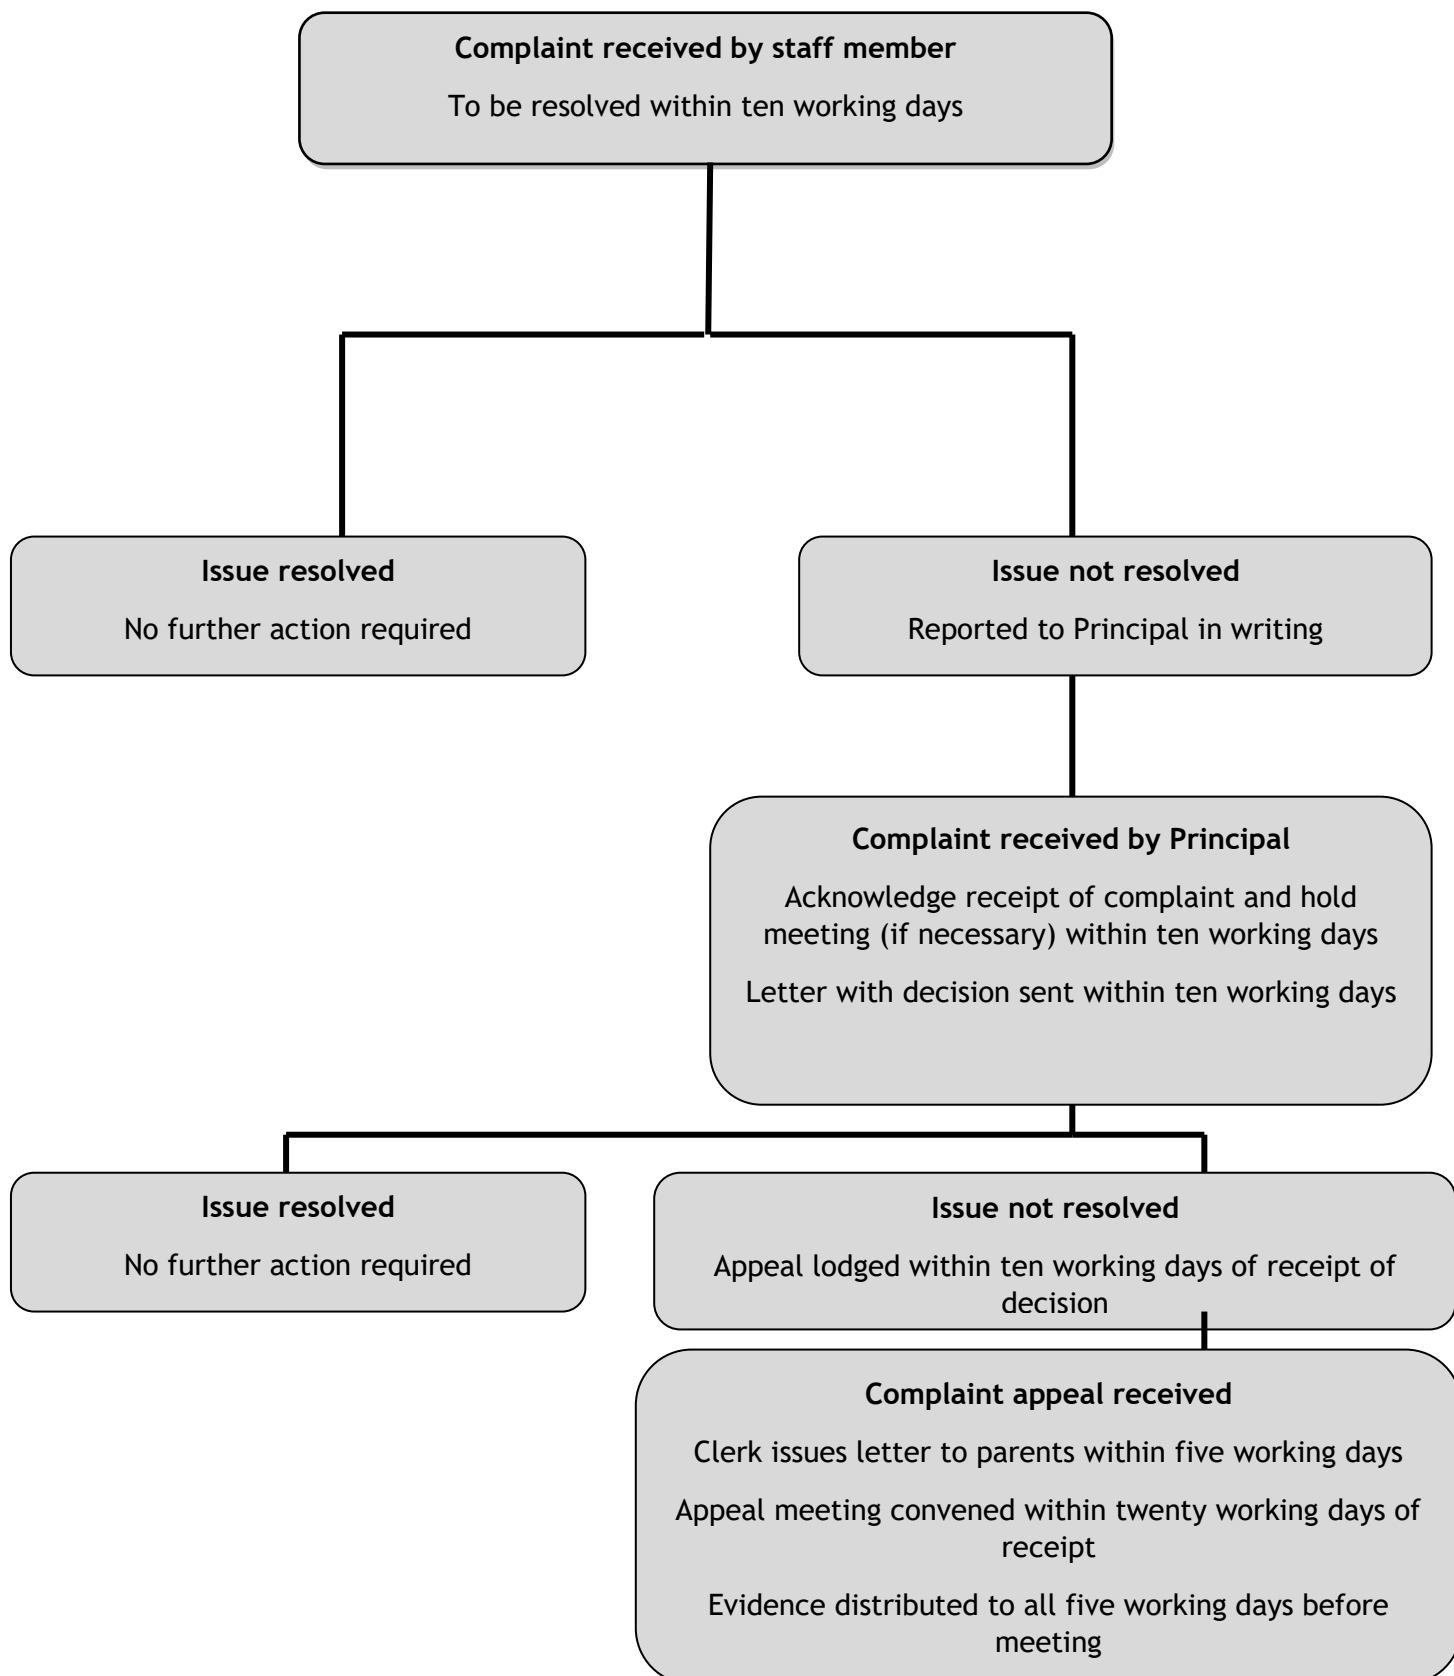 Complaint received by staff member
To be resolved within ten working days
Issue resolved
No further action required
Issue not resolved
Reported to Principal in writing
Complaint received by Principal
Acknowledge receipt of complaint and hold
meeting (if necessary) within ten working days
Letter with decision sent within ten working days
Issue resolved
No further action required
Issue not resolved
Appeal lodged within ten working days of receipt of
decision
Complaint appeal received
Clerk issues letter to parents within five working days
Appeal meeting convened within twenty working days of
receipt
Evidence distributed to all five working days before
meeting